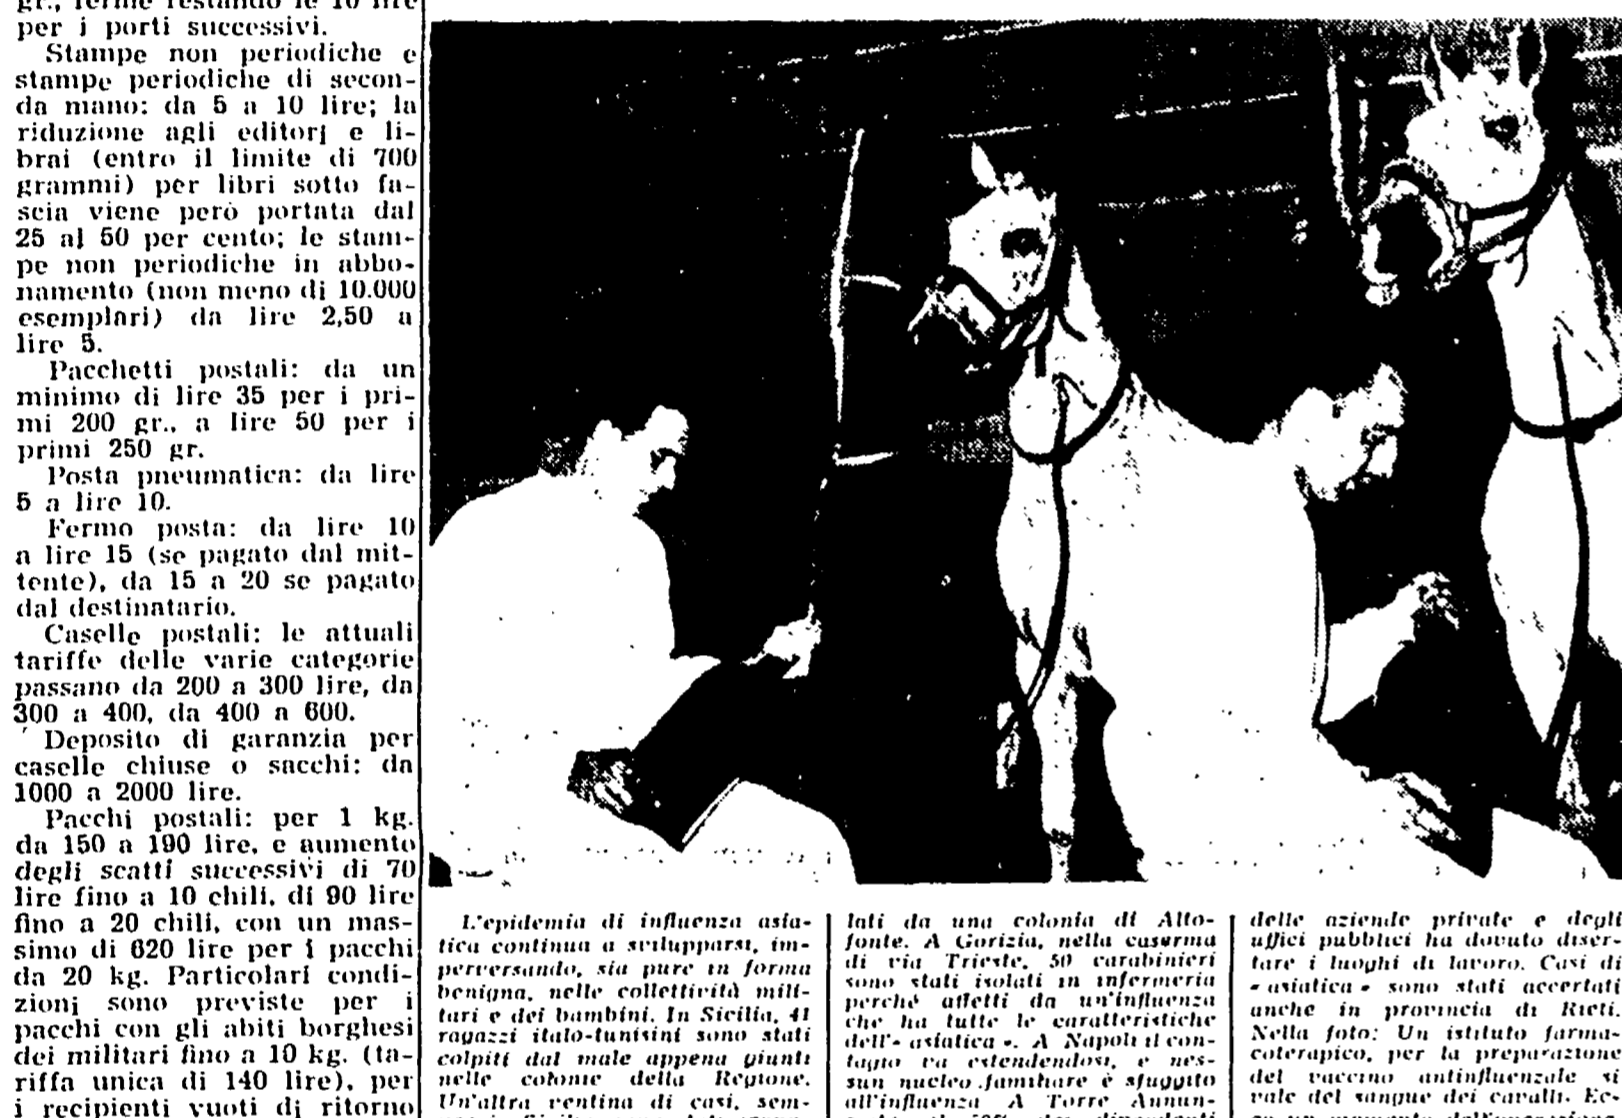 gr., ferme restando le 10 lire
per i porti successivi.
Stampe non periodiche e
stampe periodiche di secon-
da mano: da 5 a 10 lire; la
riduzione agli editori e li-
brai (entro il limite di 700
grammi) per libri sotto fa-
scia viene però portata dal
25 al 50 per cento; le stam-
pe non periodiche in abbo-
namento (non meno di 10.000
esemplari) da lire 2,50 a
lire 5.
Pacchetti postali: da un
minimo di lire 35 per i pri-
mi 200 gr., a lire 50 per i
primi 250 gr.
Posta pneumatica: da lire
5 a lire 10.
Fermo posta: da lire 10
a lire 15 (se pagato dal mit-
tente), da 15 a 20 se pagato
dal destinatario.
Caselle postali: le attuali
tariffe delle varie categorie
passano da 200 a 300 lire, da
300 a 400, da 400 a 600.
Deposito di garanzia per
caselle chiuse o sacchi: da
1000 a 2000 lire.
Pacchi postali: per 1 kg.
da 150 a 190 lire, e aumento
degli scatti successivi di 70
lire fino a 10 chili, di 90 lire
fino a 20 chili, con un mas-
simo di 620 lire per i pacchi
da 20 kg. Particolari condi-
zioni sono previste per i
pacchi con gli abiti borghesi
dei militari fino a 10 kg. (ta-
riffa unica di 140 lire), per
i recipienti vuoti di ritorno
L'epidemia di influenza asia-
tica continua a svilupparsi, im-
perversando, sia pure in forma
benigna, nelle collettività mili-
tari e dei bambini. In Sicilia, 41
ragazzi italo-tunisini sono stati
colpiti dal male appena giunti
nelle colonie della Regione.
Un'altra ventina di casi, sem-
lati da una colonia di Alto-
fonte. A Gorizia, nella caserma
di via Trieste, 50 carabinieri
sono stati isolati in infermeria
perché affetti da un'influenza
che ha tutte le caratteristiche
dell'« asiatica ». A Napoli il con-
tagio va estendendosi, e nes-
sun nucleo familiare è sfuggito
all'influenza A Torre Annun-
delle aziende private e degli
uffici pubblici ha dovuto diser-
tare i luoghi di lavoro. Casi di
« asiatica » sono stati accertati
anche in provincia di Rieti.
Nella foto: Un istituto farma-
coterapico, per la preparazione
del vaccino antinfluenzale si
vale del sangue dei cavalli. Ecc